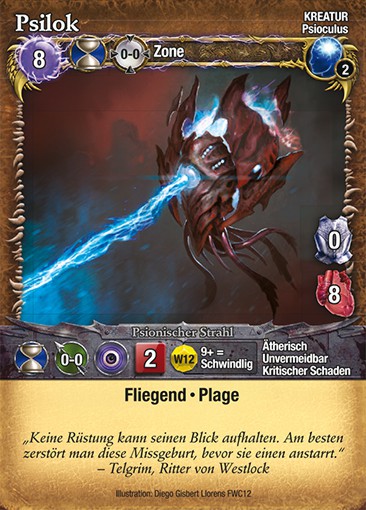 Psilok
KREATUR
Psioculus
8
0-0 Zone
2
0
8
Psionischer Strahl
0-0
2
W12
9+ =
Schwindlig
Ätherisch
Unvermeidbar
Kritischer Schaden
Fliegend • Plage
„Keine Rüstung kann seinen Blick aufhalten. Am besten
zerstört man diese Missgeburt, bevor sie einen anstarrt.“
– Telgrim, Ritter von Westlock
Illustration: Diego Gisbert Llorens FWC12